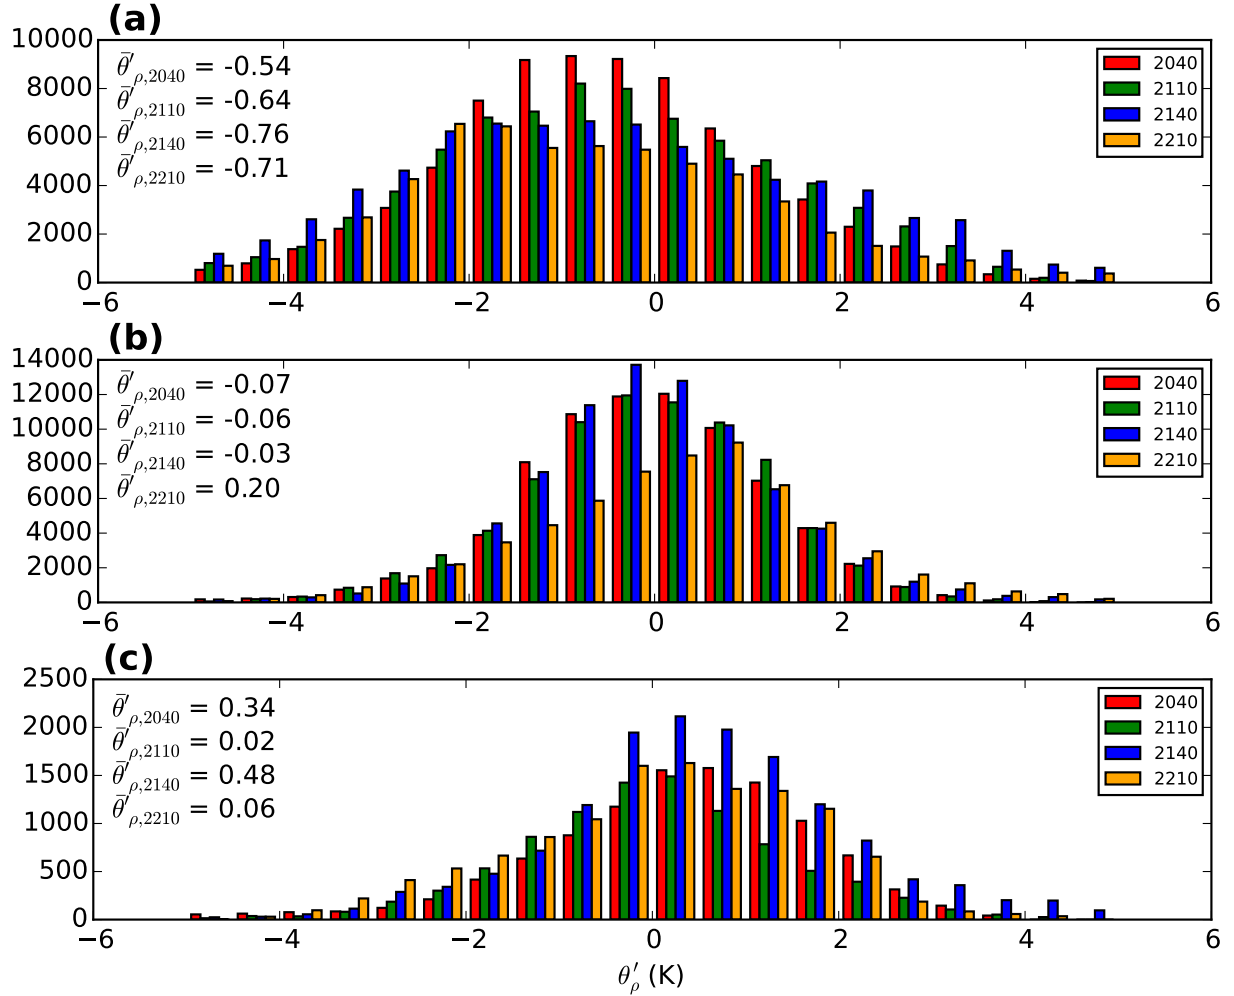 (a)
10000
8000
6000
4000
2000
0
θ̄′ρ,2040 = -0.54
θ̄′ρ,2110 = -0.64
θ̄′ρ,2140 = -0.76
θ̄′ρ,2210 = -0.71
2040
2110
2140
2210
−6 −4 −2 0 2 4 6
(b)
14000
12000
10000
8000
6000
4000
2000
0
θ̄′ρ,2040 = -0.07
θ̄′ρ,2110 = -0.06
θ̄′ρ,2140 = -0.03
θ̄′ρ,2210 = 0.20
2040
2110
2140
2210
−6 −4 −2 0 2 4 6
(c)
2500
2000
1500
1000
500
0
θ̄′ρ,2040 = 0.34
θ̄′ρ,2110 = 0.02
θ̄′ρ,2140 = 0.48
θ̄′ρ,2210 = 0.06
2040
2110
2140
2210
−6 −4 −2 0 2 4 6
θ′ρ (K)